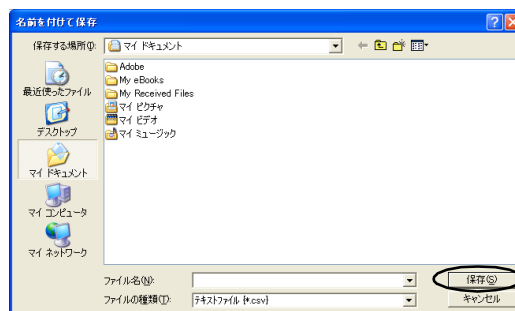 名前を付けて保存
保存する場所(I):
マイ ドキュメント
最近使ったファイル
デスクトップ
マイ ドキュメント
マイ コンピュータ
マイ ネットワーク
Adobe
My eBooks
My Received Files
マイ ピクチャ
マイ ビデオ
マイ ミュージック
ファイル名(N):
保存(S)
ファイルの種類(T):
テキストファイル (*.csv)
キャンセル